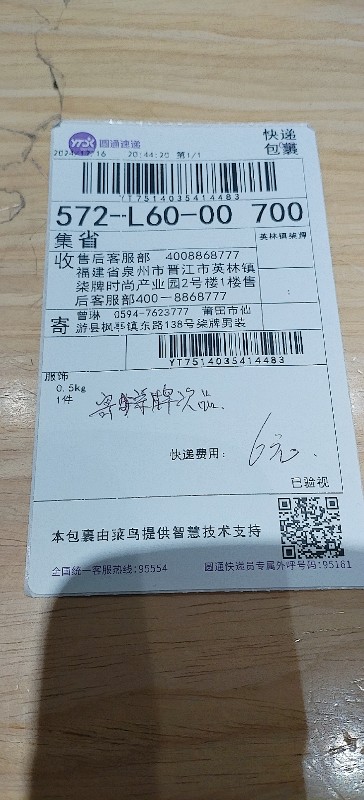 YTO 圆通速递
快递包裹
20:44:20 第1/1
YT7514035414483
572--L60-00 700
集省
英林镇柒牌
收 售后客服部 4008868777
福建省泉州市晋江市英林镇
柒牌时尚产业园2号楼1楼售
后客服部400-8868777
寄 曾琳 0594-7623777 莆田市仙
游县枫亭镇东路138号柒牌男装
YT7514035414483
服饰
0.5kg
1件
柒牌次品.
快递费用: 6元.
已验视
本包裹由菜鸟提供智慧技术支持
全国统一客服热线:95554
圆通快递员专属外呼号码:95161